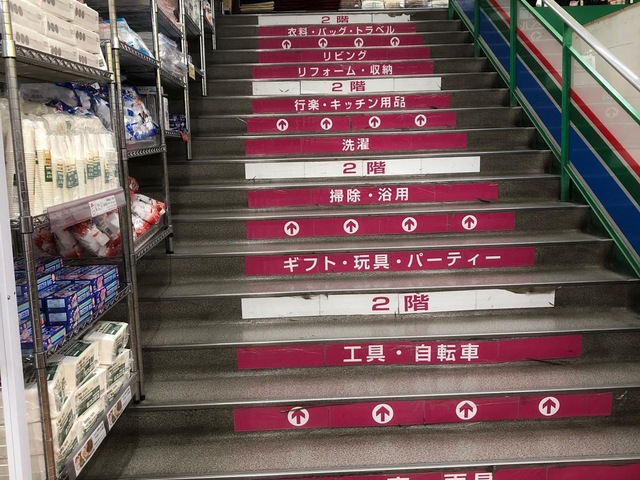 2階
衣料・バッグ・トラベル
リビング
リフォーム・収納
2階
行楽・キッチン用品
洗濯
2階
掃除・浴用
ギフト・玩具・パーティー
2階
工具・自転車